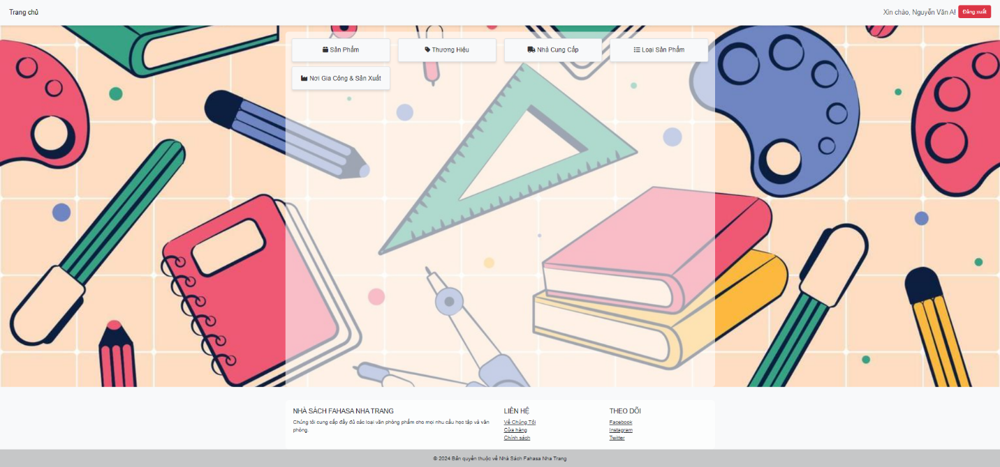 Trang chủ
Xin chào, Nguyễn Văn A! Đăng xuất
Sản Phẩm
Thương Hiệu
Nhà Cung Cấp
Loại Sản Phẩm
Nơi Gia Công & Sản Xuất
NHÀ SÁCH FAHASA NHA TRANG
Chúng tôi cung cấp đầy đủ các loại văn phòng phẩm cho mọi nhu cầu học tập và văn
phòng.
LIÊN HỆ
Về Chúng Tôi
Cửa hàng
Chính sách
THEO DÕI
Facebook
Instagram
Twitter
© 2024 Bản quyền thuộc về Nhà Sách Fahasa Nha Trang